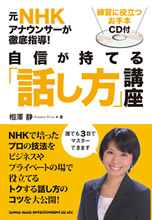 元NHK
アナウンサーが
徹底指導!
練習に役立つ
お手本
CD付
自信が持てる
「話し方」講座
相澤 静・著
誰でも3日で
マスター
できます
NHKで培った
プロの技法を
ビジネスや
プライベートの場で
役立てる
トクする話し方の
コツを大公開!